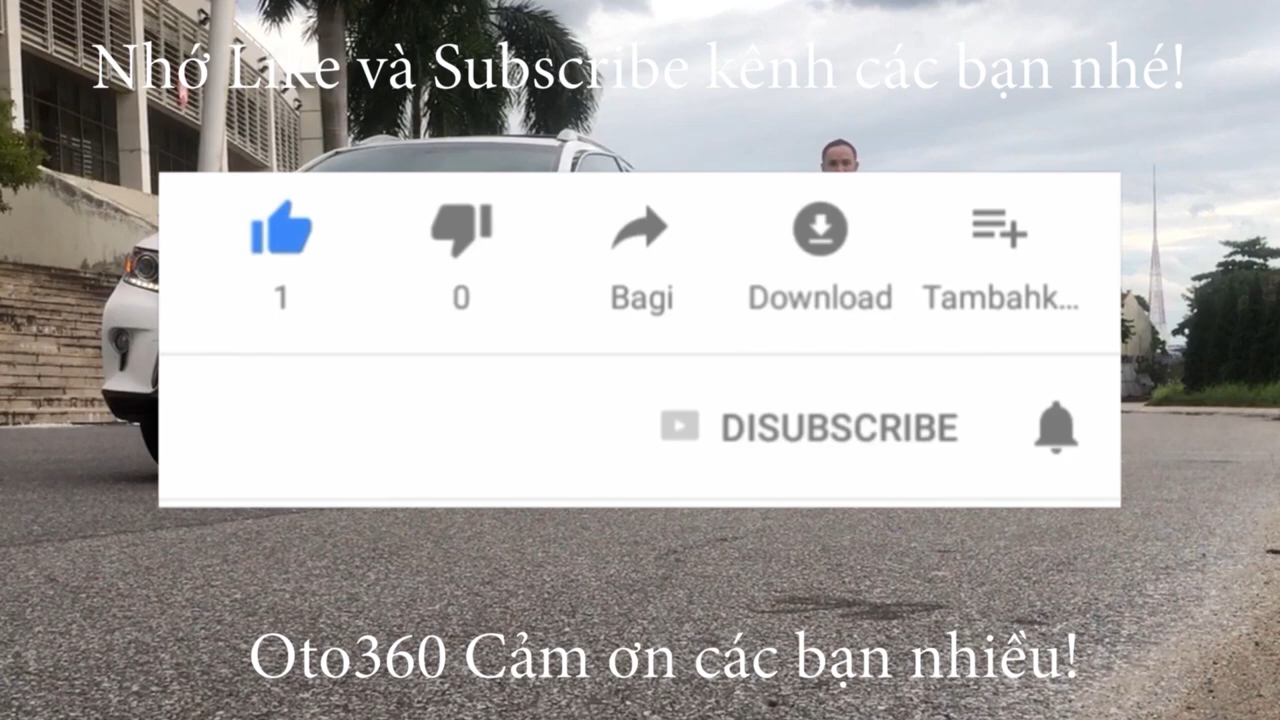 Nhớ Like và Subscribe kênh các bạn nhé!
1 0 Bagi Download Tambahk...
DISUBSCRIBE
Oto360 Cảm ơn các bạn nhiều!